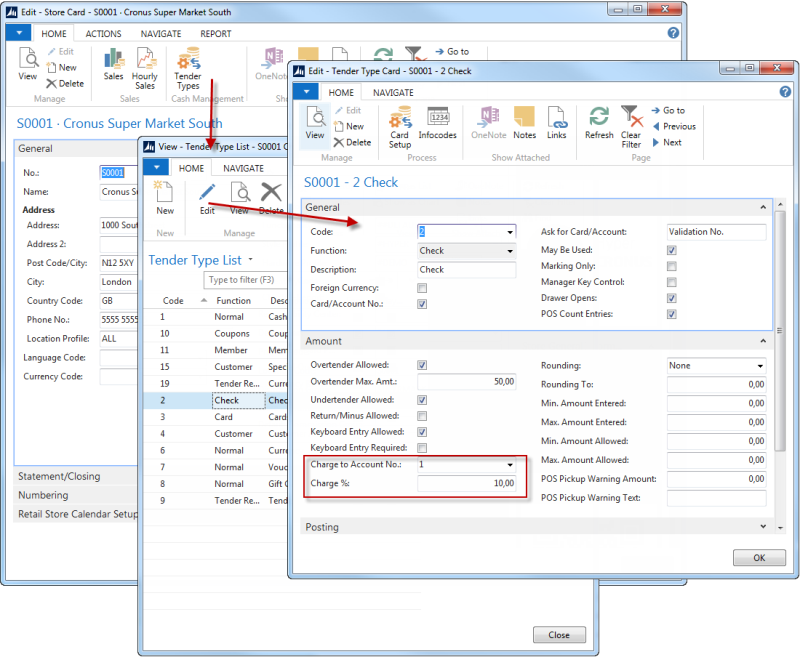 Edit - Store Card - S0001 · Cronus Super Market South
HOME ACTIONS NAVIGATE REPORT
View
Edit
New
Delete
Manage
Sales
Hourly Sales
Sales
Tender Types
Cash Management
OneNote
Go to
S0001 · Cronus Super Market South
General
No.: S0001
Name: Cronus S
Address
Address: 1000 Sout
Address 2:
Post Code/City: N12 5XY
City: London
Country Code: GB
Phone No.: 5555 5555
Location Profile: ALL
Language Code:
Currency Code:
Statement/Closing
Numbering
Retail Store Calendar Setup
View - Tender Type List - S0001 C
HOME NAVIGATE
New
Edit
View
Delete
New
Manage
Tender Type List
Type to filter (F3)
Code Function Desc
1 Normal Cash
10 Coupons Coup
11 Member Mem
15 Customer Spec
19 Tender Re... Curre
2 Check Chec
3 Card Card
4 Customer Custo
6 Normal Curre
7 Normal Vouc
8 Normal Gift C
9 Tender Re... Tend
Close
Edit - Tender Type Card - S0001 - 2 Check
HOME NAVIGATE
View
Edit
New
Delete
Manage
Card Setup
Infocodes
Process
OneNote
Notes
Links
Show Attached
Refresh
Clear Filter
Go to
Previous
Next
Page
S0001 - 2 Check
General
Code: 2
Function: Check
Description: Check
Foreign Currency:
Card/Account No.:
Ask for Card/Account: Validation No.
May Be Used:
Marking Only:
Manager Key Control:
Drawer Opens:
POS Count Entries:
Amount
Overtender Allowed:
Overtender Max. Amt.: 50,00
Undertender Allowed:
Return/Minus Allowed:
Keyboard Entry Allowed:
Keyboard Entry Required:
Charge to Account No.: 1
Charge %: 10,00
Rounding: None
Rounding To: 0,00
Min. Amount Entered: 0,00
Max. Amount Entered: 0,00
Min. Amount Allowed: 0,00
Max. Amount Allowed: 0,00
POS Pickup Warning Amount: 0,00
POS Pickup Warning Text:
Posting
OK